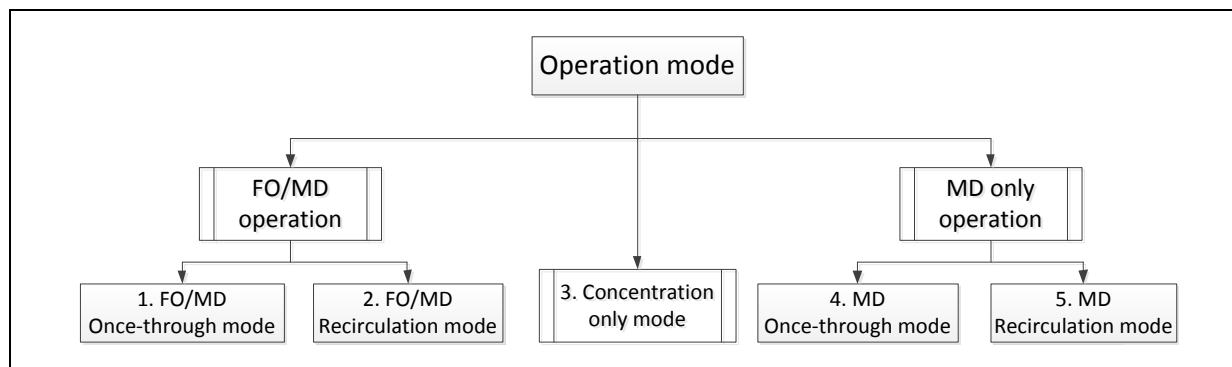 Operation mode
FO/MD
operation
MD only
operation
1. FO/MD
Once-through mode
2. FO/MD
Recirculation mode
3. Concentration
only mode
4. MD
Once-through mode
5. MD
Recirculation mode